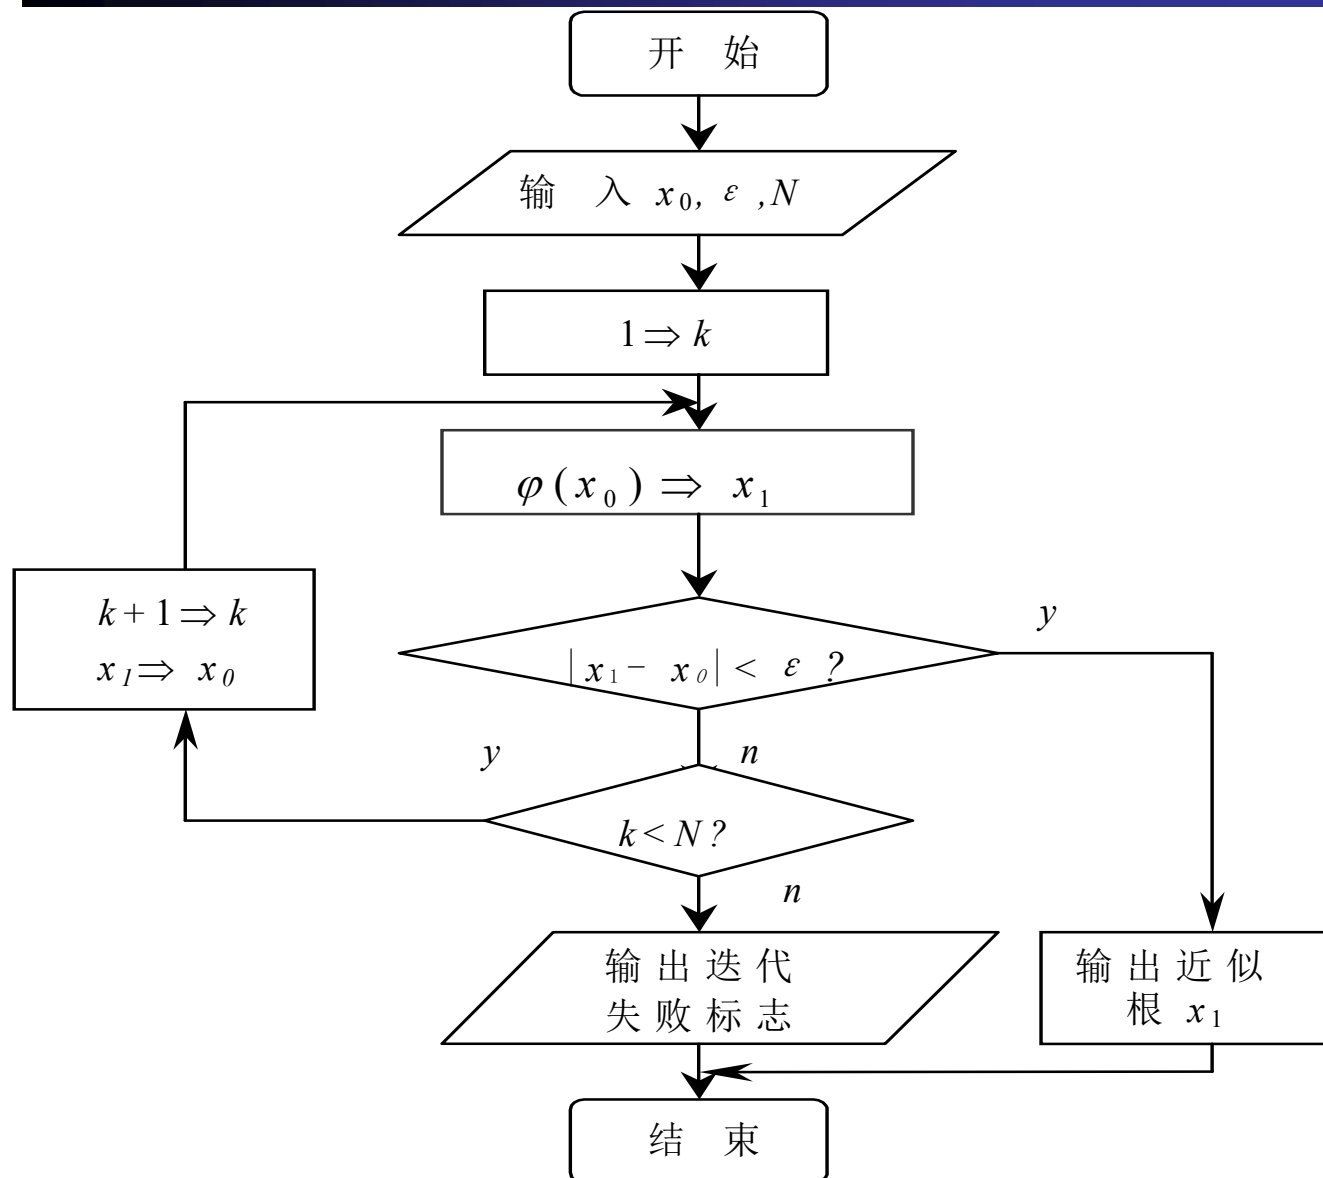 开 始
输 入 x₀, ε ,N
1⇒k
φ(x₀)⇒ x₁
k+1⇒k
x₁⇒ x₀
y
|x₁− x₀|< ε ?
y
n
k<N?
n
输出迭代
失败标志
输出近似
根 x₁
结 束